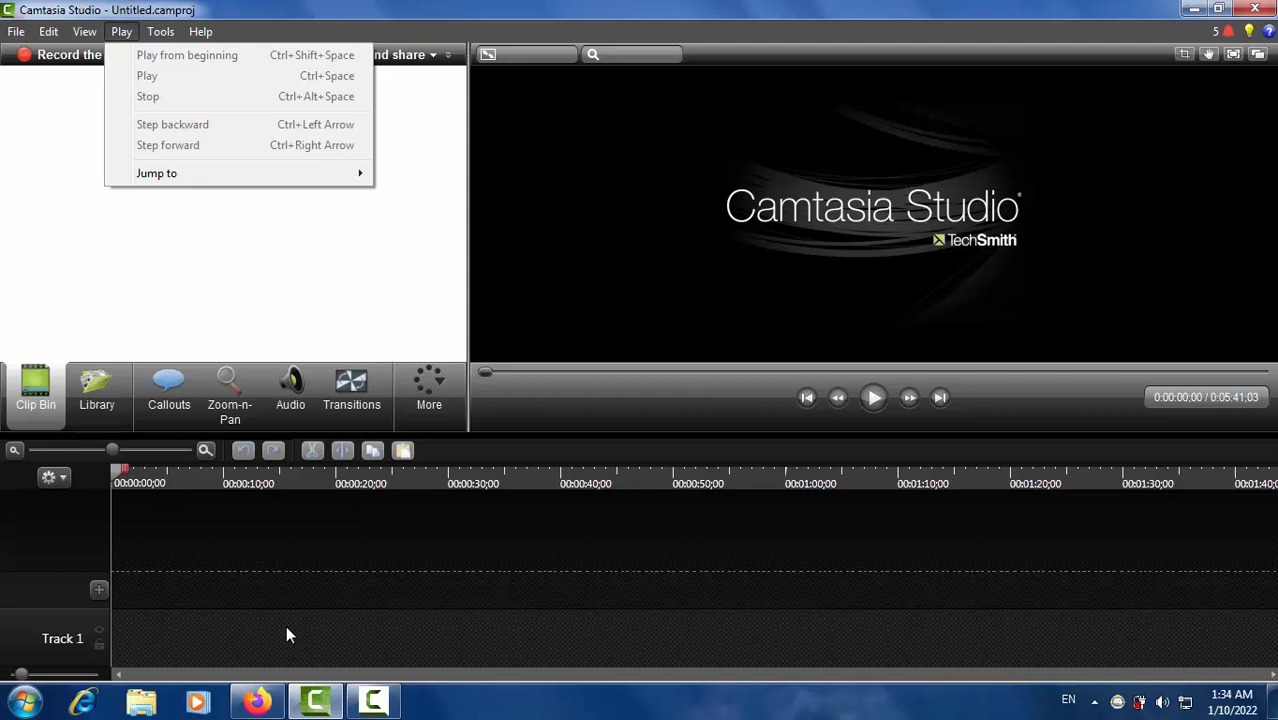 Camtasia Studio - Untitled.camproj
File Edit View Play Tools Help 5
Record the nd share
Play from beginning Ctrl+Shift+Space
Play Ctrl+Space
Stop Ctrl+Alt+Space
Step backward Ctrl+Left Arrow
Step forward Ctrl+Right Arrow
Jump to
Camtasia Studio
TechSmith
Clip Bin Library Callouts Zoom-n-Pan Audio Transitions More
0:00:00;00 / 0:05:41;03
00:00:00;00 00:00:10;00 00:00:20;00 00:00:30;00 00:00:40;00 00:00:50;00 00:01:00;00 00:01:10;00 00:01:20;00 00:01:30;00 00:01:40;
Track 1
EN 1:34 AM
1/10/2022